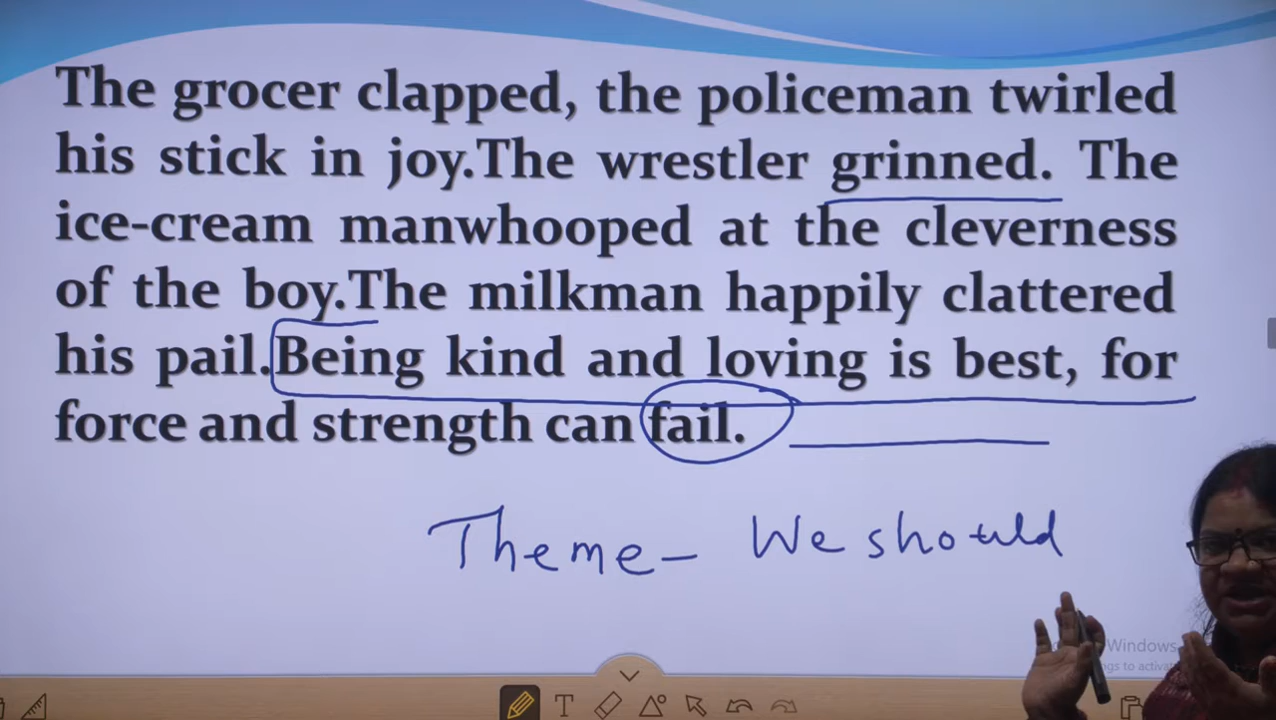 The grocer clapped, the policeman twirled
his stick in joy.The wrestler grinned. The
ice-cream manwhooped at the cleverness
of the boy.The milkman happily clattered
his pail.Being kind and loving is best, for
force and strength can fail.
Theme - We should
Windows